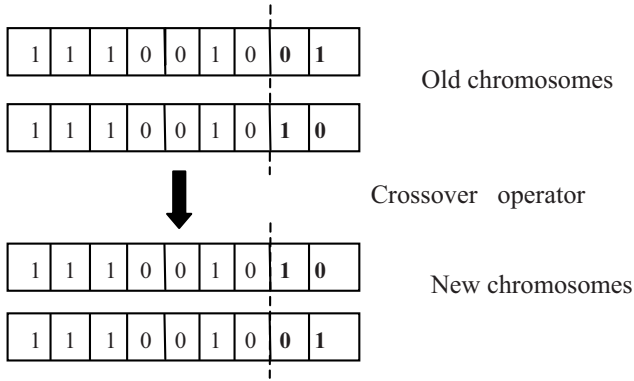 1 1 1 0 0 1 0 0 1
Old chromosomes
1 1 1 0 0 1 0 1 0
Crossover operator
1 1 1 0 0 1 0 1 0
New chromosomes
1 1 1 0 0 1 0 0 1